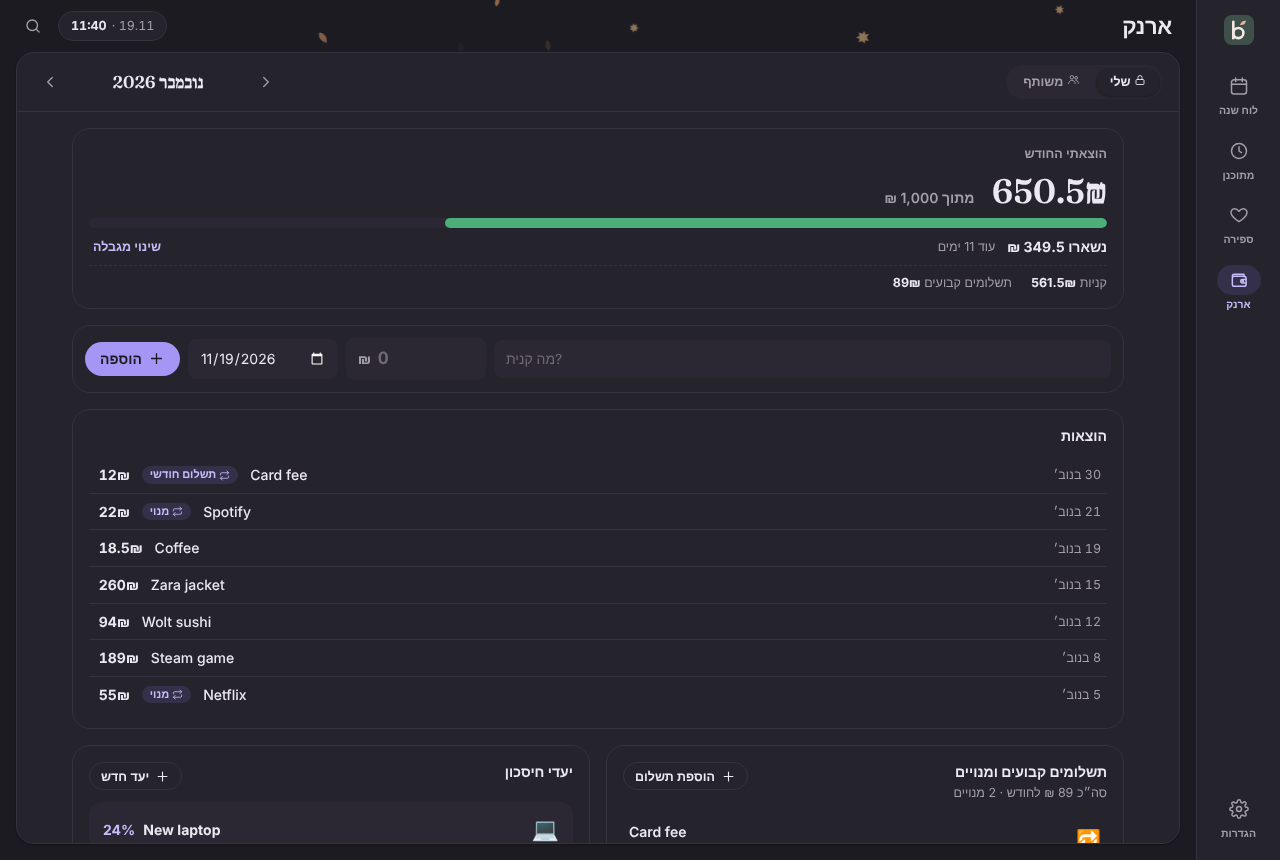 ארנק
19.11 · 11:40
לוח שנה
מתוכנן
ספירה
ארנק
הגדרות
שלי
משותף
נובמבר 2026
הוצאתי החודש
₪650.5 מתוך 1,000 ₪
נשארו 349.5 ₪ עוד 11 ימים
שינוי מגבלה
קניות ₪561.5 תשלומים קבועים ₪89
מה קנית?
0 ₪
11/19/2026
הוספה
הוצאות
30 בנוב׳ Card fee תשלום חודשי ₪12
21 בנוב׳ Spotify מנוי ₪22
19 בנוב׳ Coffee ₪18.5
15 בנוב׳ Zara jacket ₪260
12 בנוב׳ Wolt sushi ₪94
8 בנוב׳ Steam game ₪189
5 בנוב׳ Netflix מנוי ₪55
תשלומים קבועים ומנויים
סה״כ 89 ₪ לחודש · 2 מנויים
הוספת תשלום
Card fee
יעדי חיסכון
יעד חדש
New laptop 24%